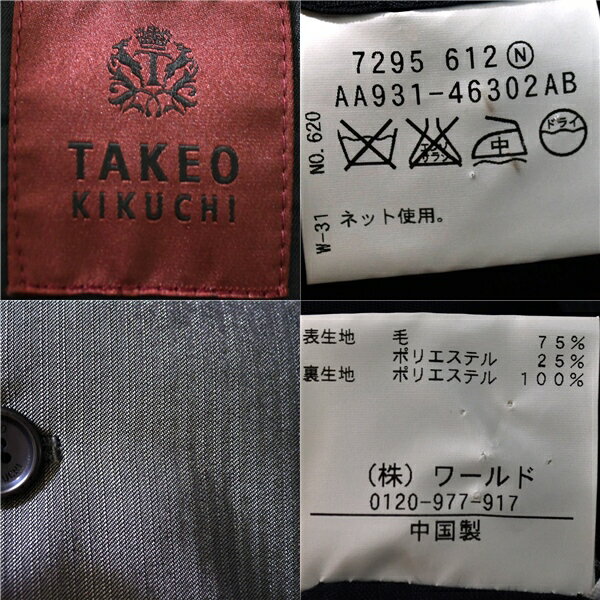 TAKEO
KIKUCHI
7295 612 Ⓝ
AA931-46302AB
NO. 620
中
ドライ
W-31
ネット使用。
表生地 毛 75%
ポリエステル 25%
裏生地 ポリエステル 100%
(株) ワールド
0120-977-917
中国製